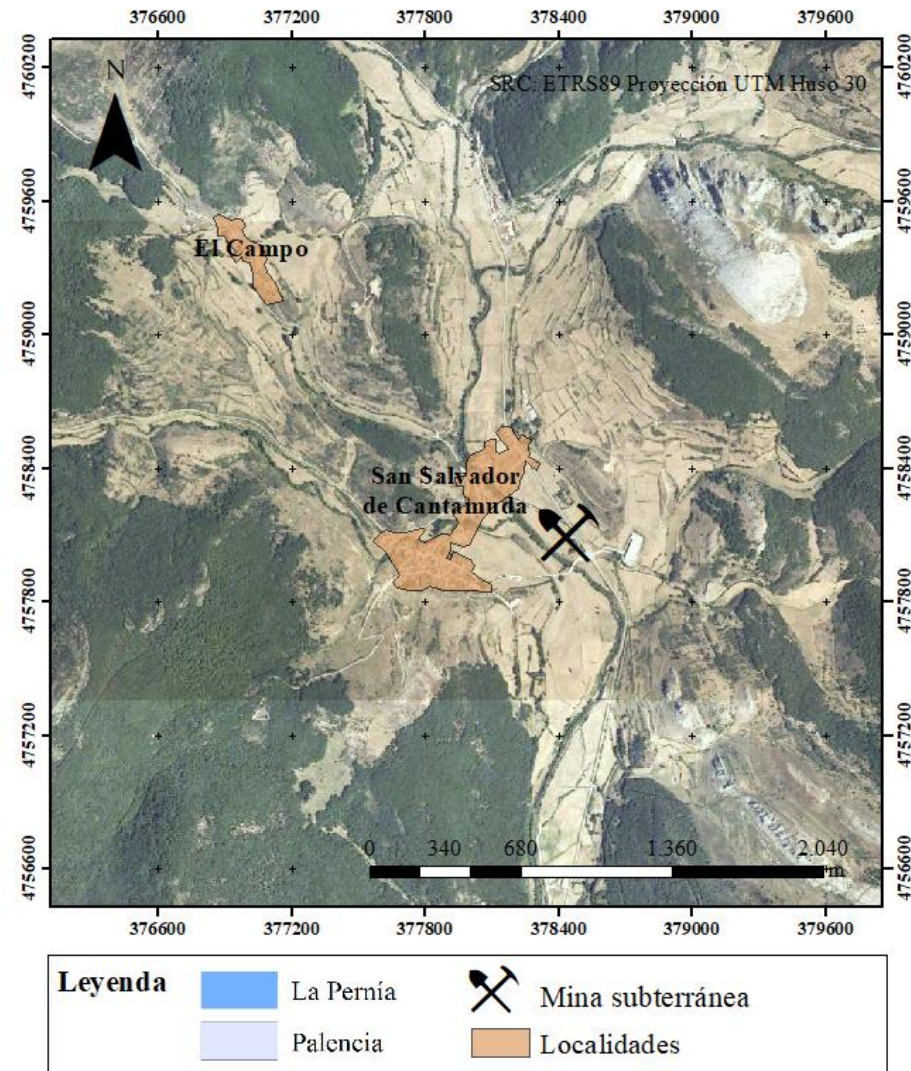 376600 377200 377800 378400 379000 379600
N
SRC: ETRS89 Proyección UTM Huso 30
4760200 4760200
4759600 4759600
El Campo
4759000 4759000
4758400 4758400
San Salvador
de Cantamuda
4757800 4757800
4757200 4757200
0 340 680 1.360 2.040
m
4756600 4756600
376600 377200 377800 378400 379000 379600
Leyenda
La Pernía
Mina subterránea
Palencia
Localidades